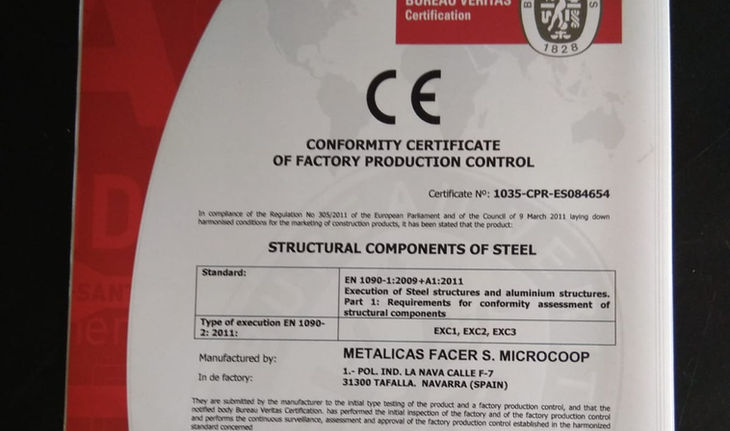 BUREAU VERITAS
Certification
1828
CE
CONFORMITY CERTIFICATE
OF FACTORY PRODUCTION CONTROL
Certificate Nº: 1035-CPR-ES084654
In compliance of the Regulation No 305/2011 of the European Parliament and of the Council of 9 March 2011 laying down
harmonised conditions for the marketing of construction products, it has been stated that the product:
STRUCTURAL COMPONENTS OF STEEL
Standard:
EN 1090-1:2009+A1:2011
Execution of Steel structures and aluminium structures.
Part 1: Requirements for conformity assessment of
structural components
Type of execution EN 1090-
2: 2011:
EXC1, EXC2, EXC3
Manufactured by:
METALICAS FACER S. MICROCOOP
In de factory:
1.- POL. IND. LA NAVA CALLE F-7
31300 TAFALLA. NAVARRA (SPAIN)
They are submitted by the manufacturer to the initial type testing of the product and a factory production control, and that the
notified body Bureau Veritas Certification. has performed the initial inspection of the factory and of the factory production control
and performs the continuous surveillance, assessment and approval of the factory production control established in the harmonized
standard concerned